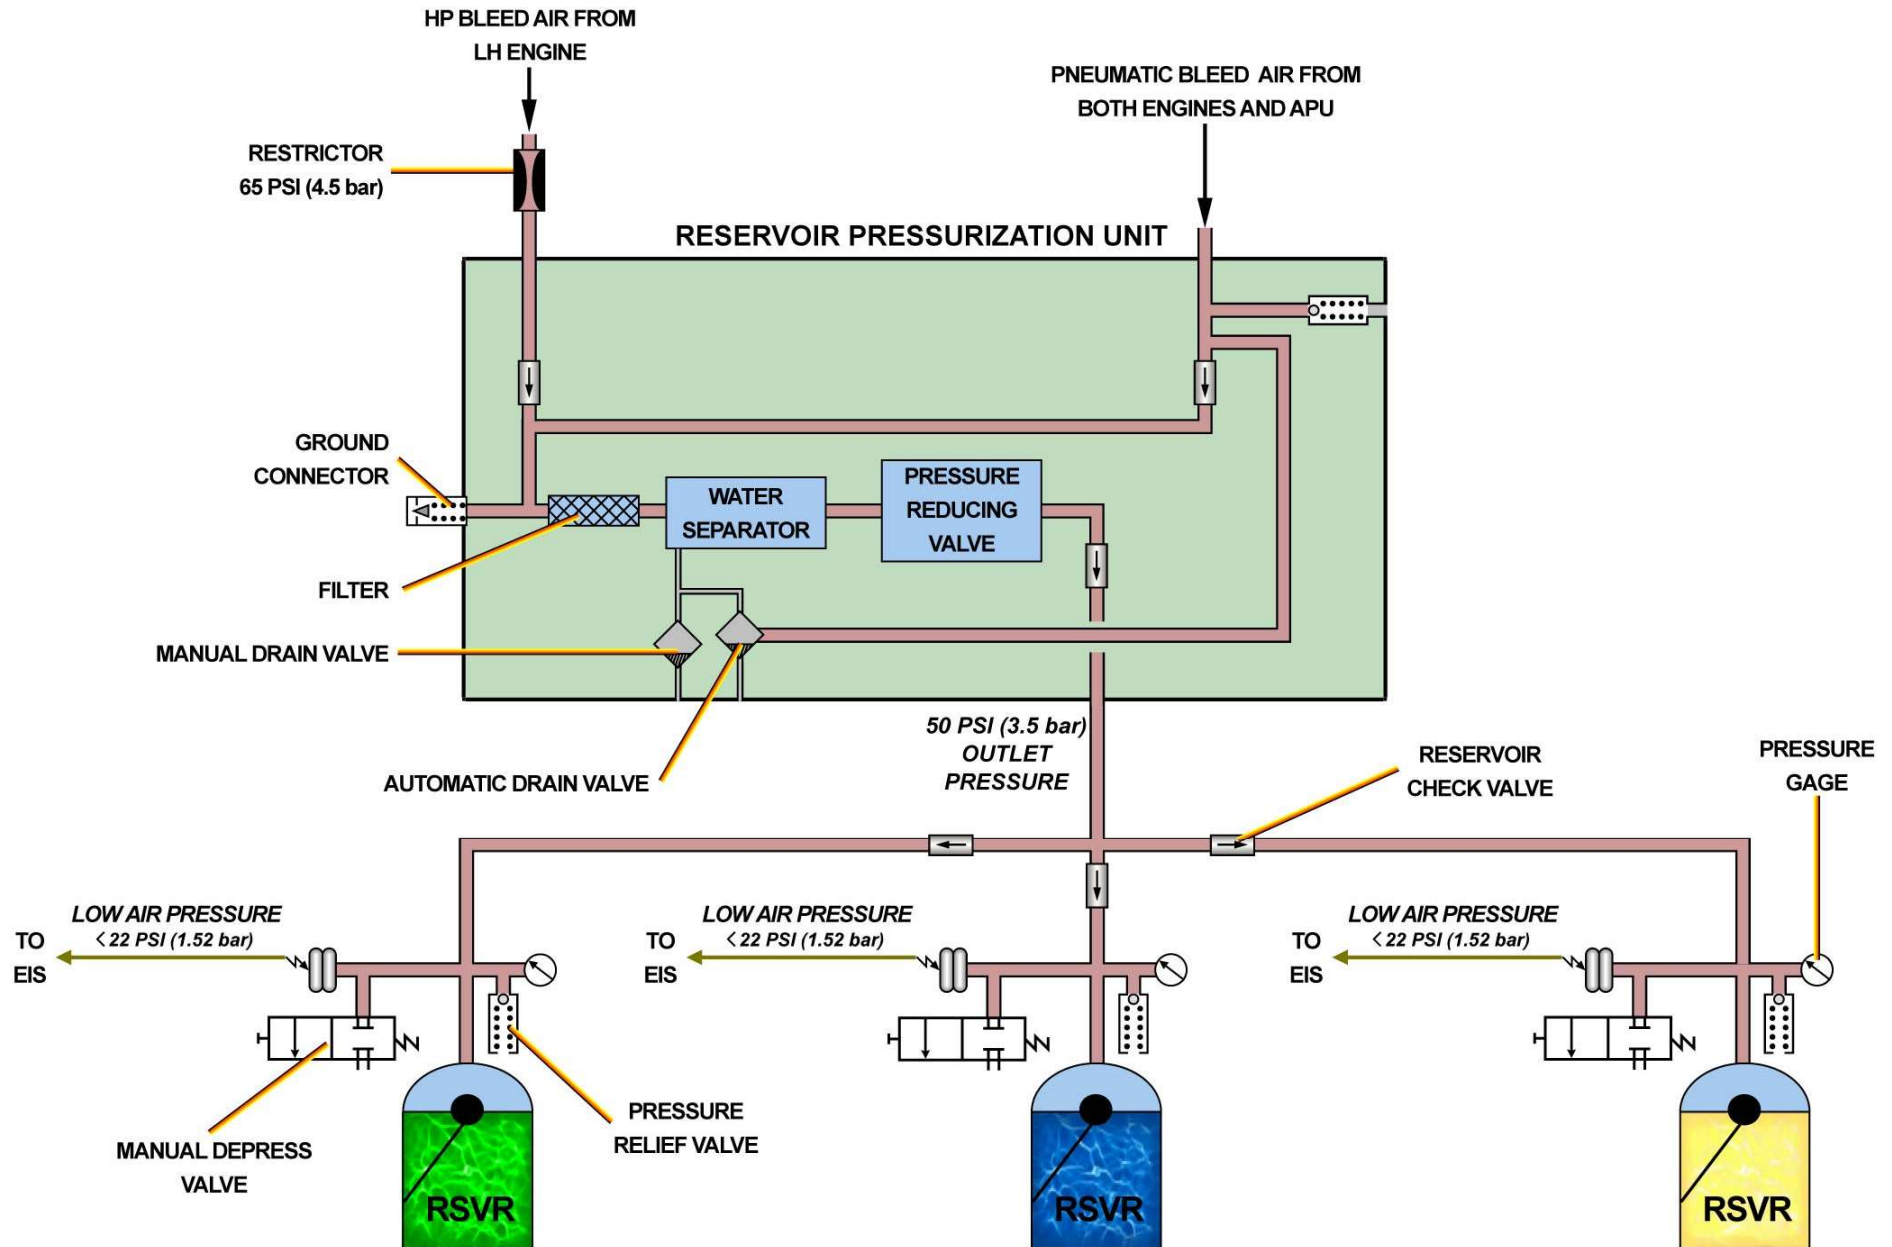 HP BLEED AIR FROM
LH ENGINE
PNEUMATIC BLEED AIR FROM
BOTH ENGINES AND APU
RESTRICTOR
65 PSI (4.5 bar)
RESERVOIR PRESSURIZATION UNIT
GROUND
CONNECTOR
WATER
SEPARATOR
PRESSURE
REDUCING
VALVE
FILTER
MANUAL DRAIN VALVE
AUTOMATIC DRAIN VALVE
50 PSI (3.5 bar)
OUTLET
PRESSURE
RESERVOIR
CHECK VALVE
PRESSURE
GAGE
LOW AIR PRESSURE
<22 PSI (1.52 bar)
TO
EIS
LOW AIR PRESSURE
<22 PSI (1.52 bar)
TO
EIS
LOW AIR PRESSURE
<22 PSI (1.52 bar)
TO
EIS
MANUAL DEPRESS
VALVE
PRESSURE
RELIEF VALVE
RSVR
RSVR
RSVR